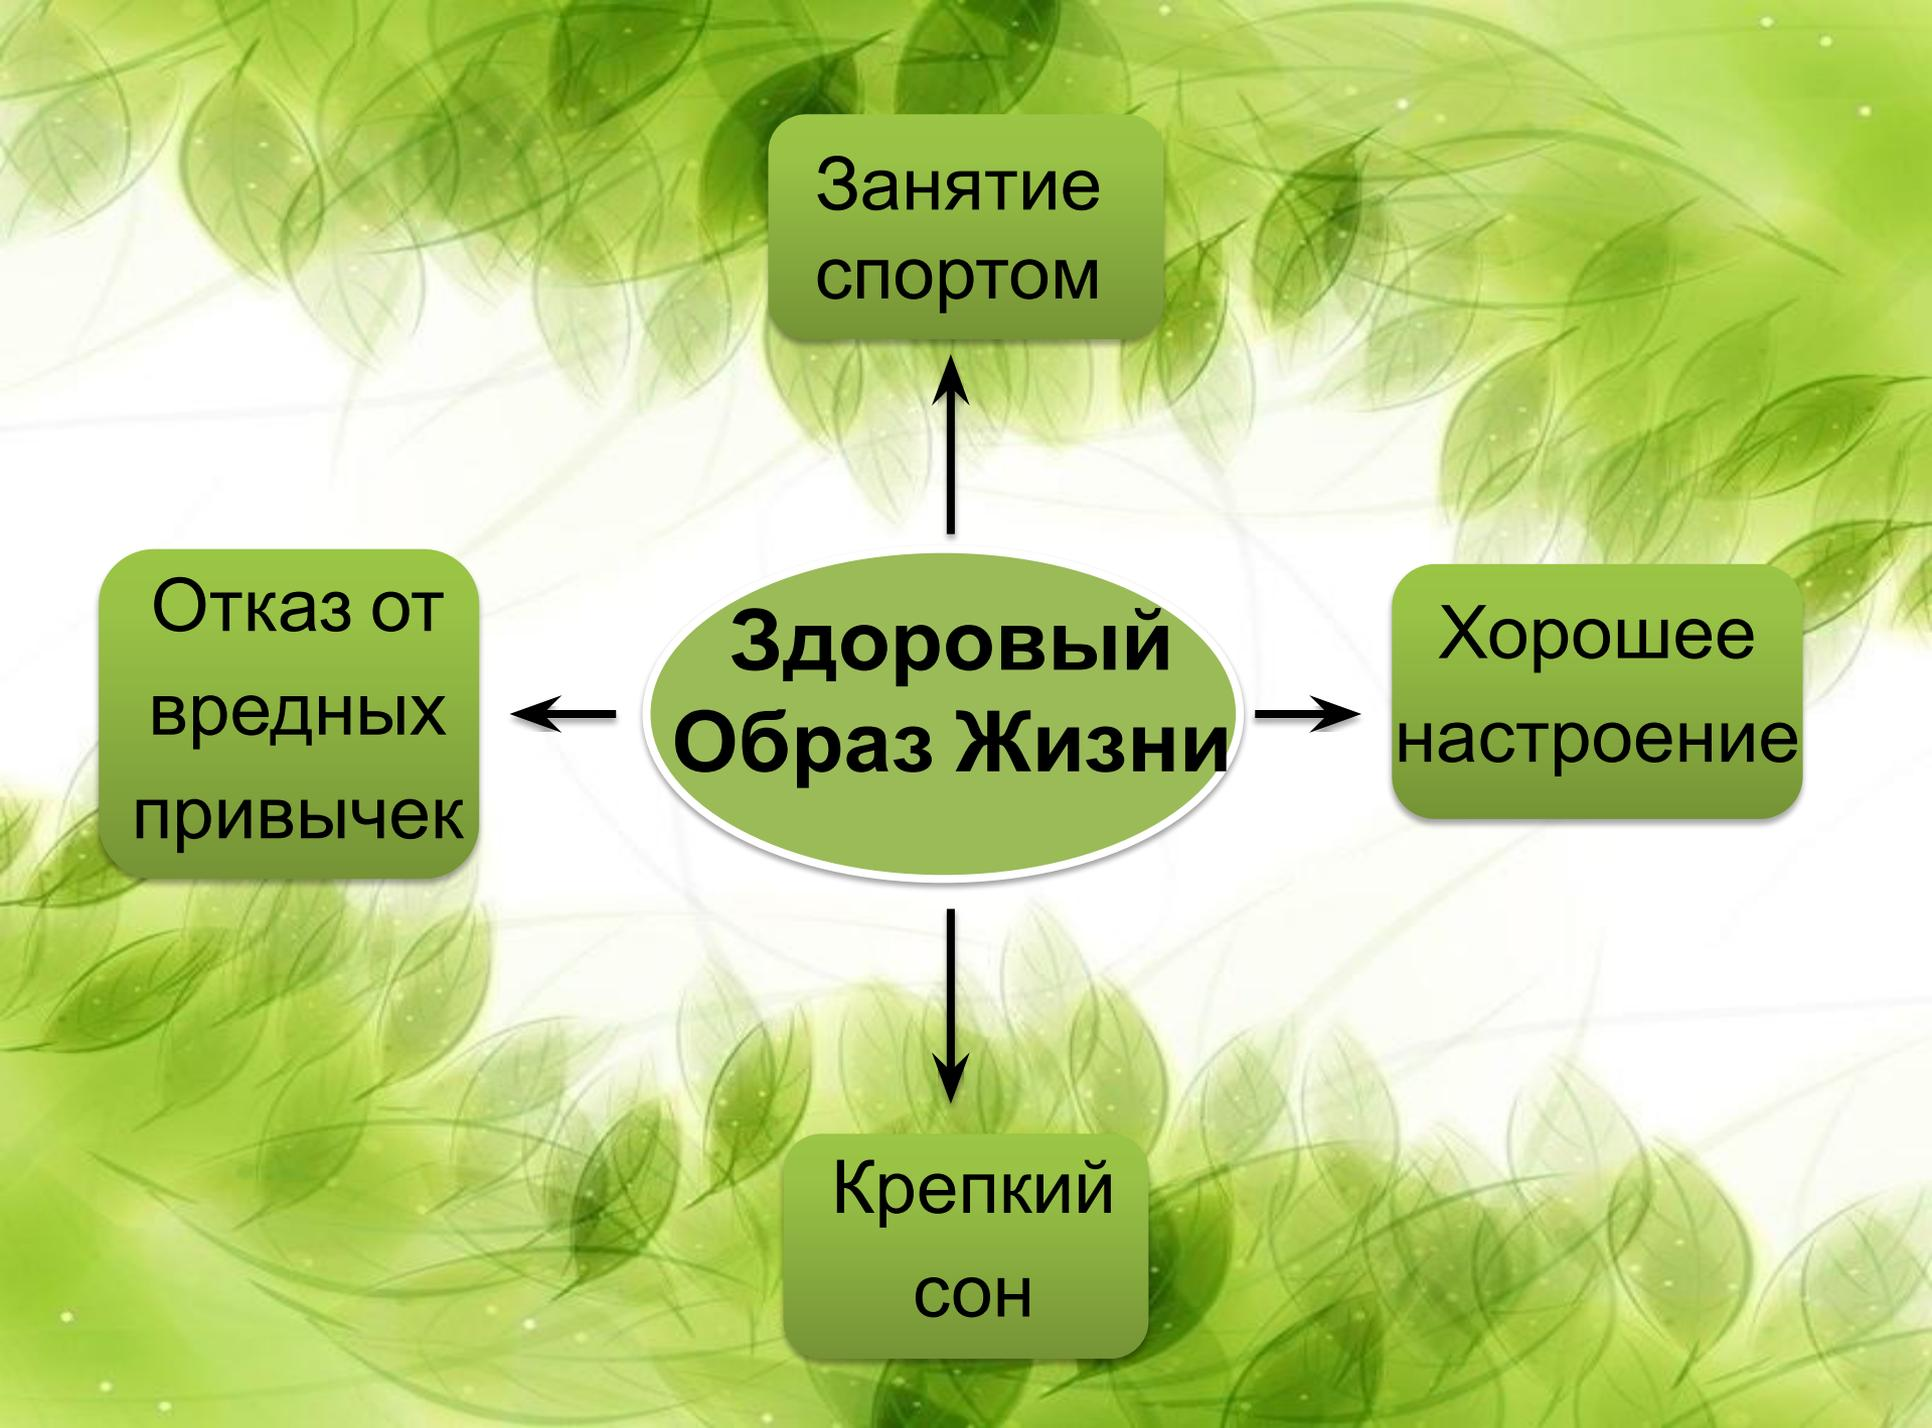 Занятие
спортом
Отказ от
вредных
привычек
Здоровый
Образ Жизни
Хорошее
настроение
Крепкий
сон